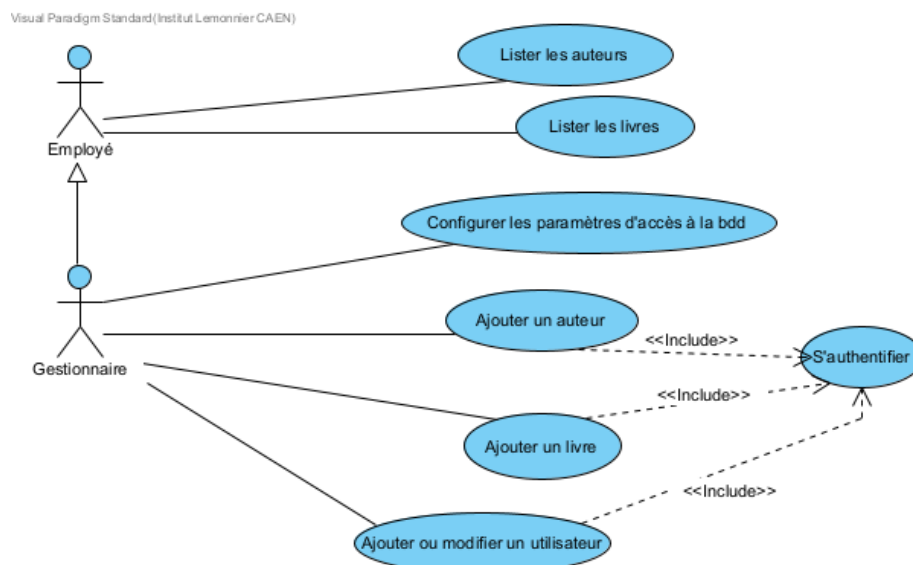 Visual Paradigm Standard(Institut Lemonnier CAEN)
Lister les auteurs
Lister les livres
Employé
Configurer les paramètres d'accès à la bdd
Ajouter un auteur
<<Include>>
S'authentifier
Gestionnaire
<<Include>>
Ajouter un livre
<<Include>>
Ajouter ou modifier un utilisateur